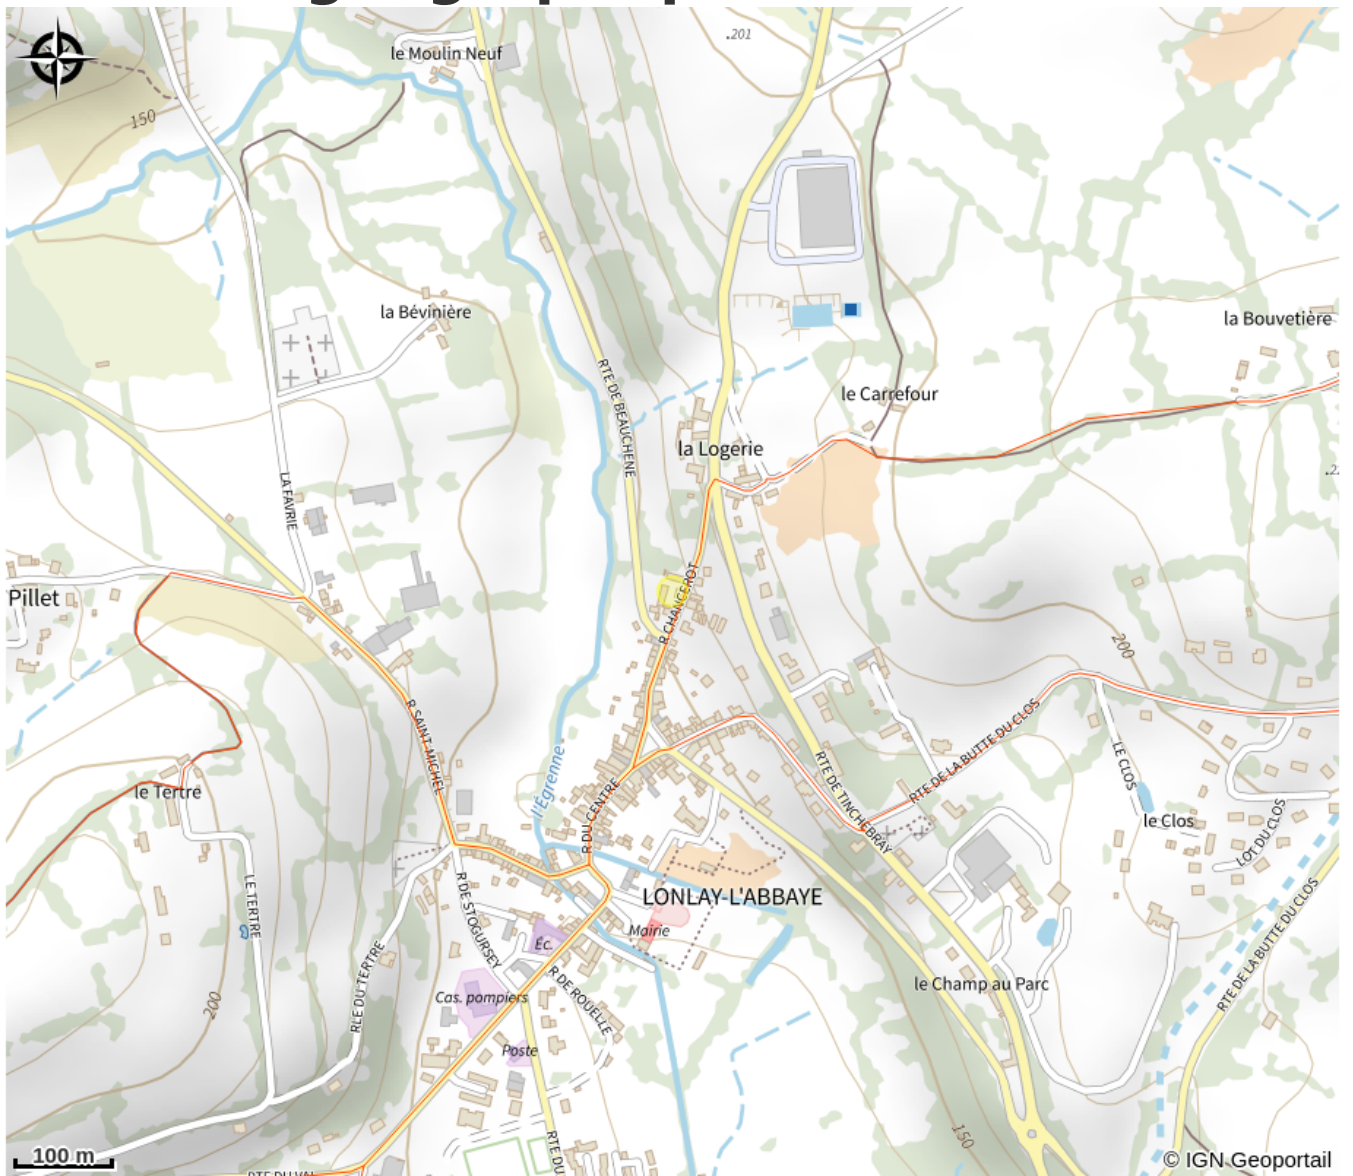 le Moulin Neuf
.201
150
la Bévinière
la Bouvetière
RTE DE BEAUCHENE
le Carrefour
la Logerie
LA FAVRIE
Pillet
R CHANCEROT
200
R SAINT-MICHEL
RTE DE LA BUTTE DU CLOS
LE CLOS
RTE DE TINCHEBRAY
l'Égrenne
le Tertre
R DU CENTRE
le Clos
LOT DU CLOS
LE TERTRE
R DE STOGURSEY
LONLAY-L'ABBAYE
Mairie
Éc.
RTE DE LA BUTTE DU CLOS
RLE DU TERTRE
Cas. pompiers
R DE ROUELLE
le Champ au Parc
200
Poste
150
RTE DU
100 m
RTE DU VAL
© IGN Geoportail